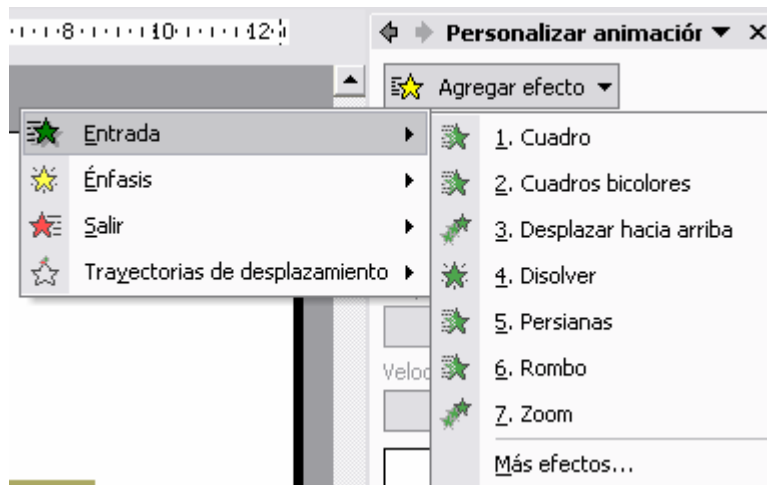 8 10 12
Personalizar animaciór
Agregar efecto
Entrada
Énfasis
Salir
Trayectorias de desplazamiento
1. Cuadro
2. Cuadros bicolores
3. Desplazar hacia arriba
4. Disolver
5. Persianas
6. Rombo
7. Zoom
Más efectos...
Veloc